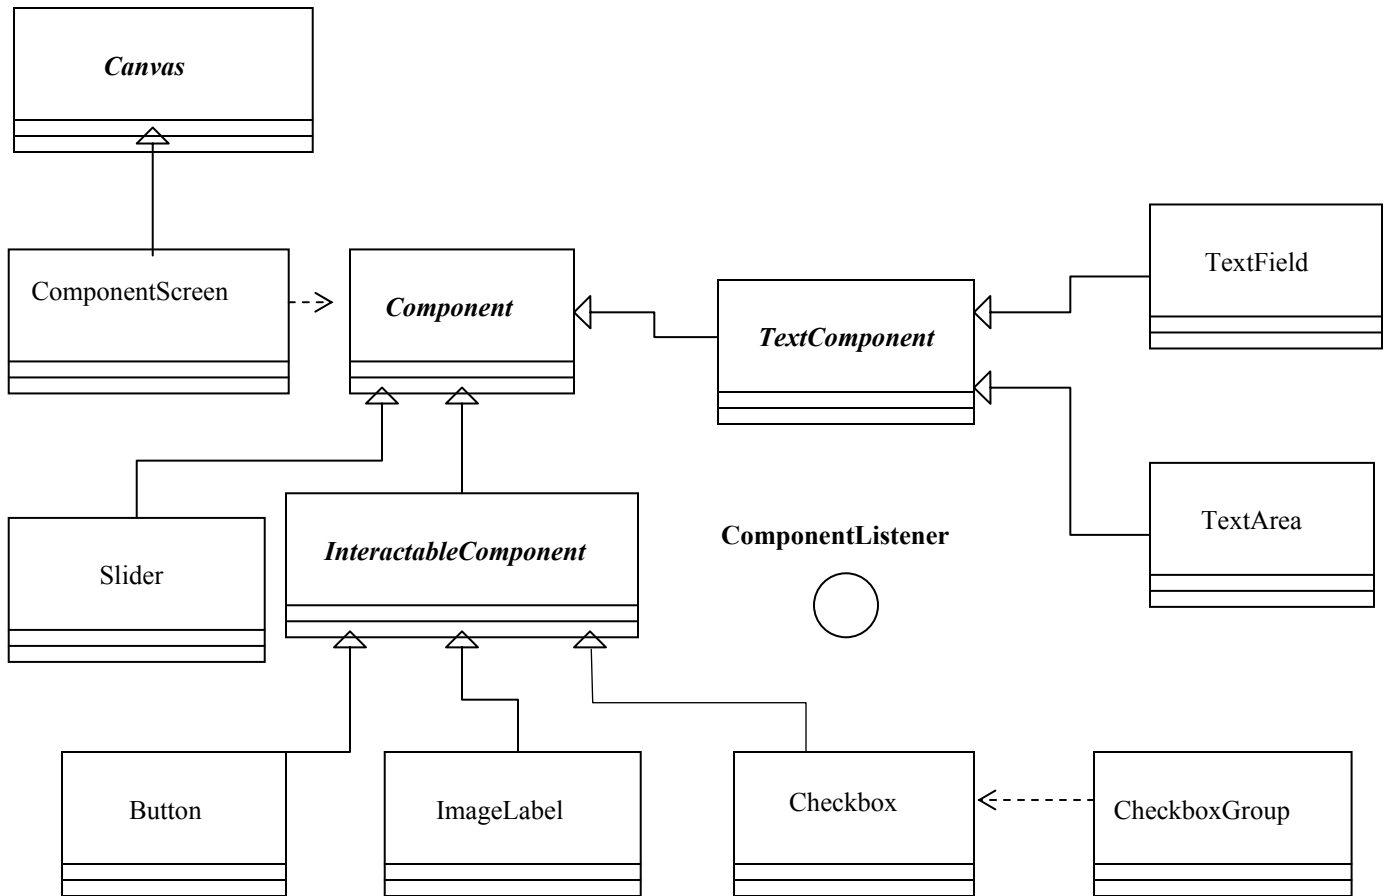 Canvas
ComponentScreen
Component
TextComponent
TextField
Slider
InteractableComponent
ComponentListener
TextArea
Button
ImageLabel
Checkbox
CheckboxGroup